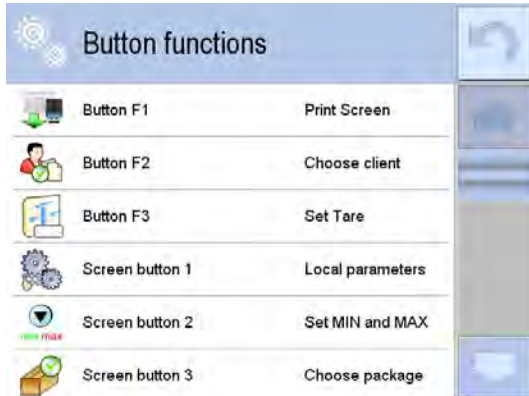 Button functions
Button F1 Print Screen
Button F2 Choose client
Button F3 Set Tare
Screen button 1 Local parameters
Screen button 2 Set MIN and MAX
max
Screen button 3 Choose package